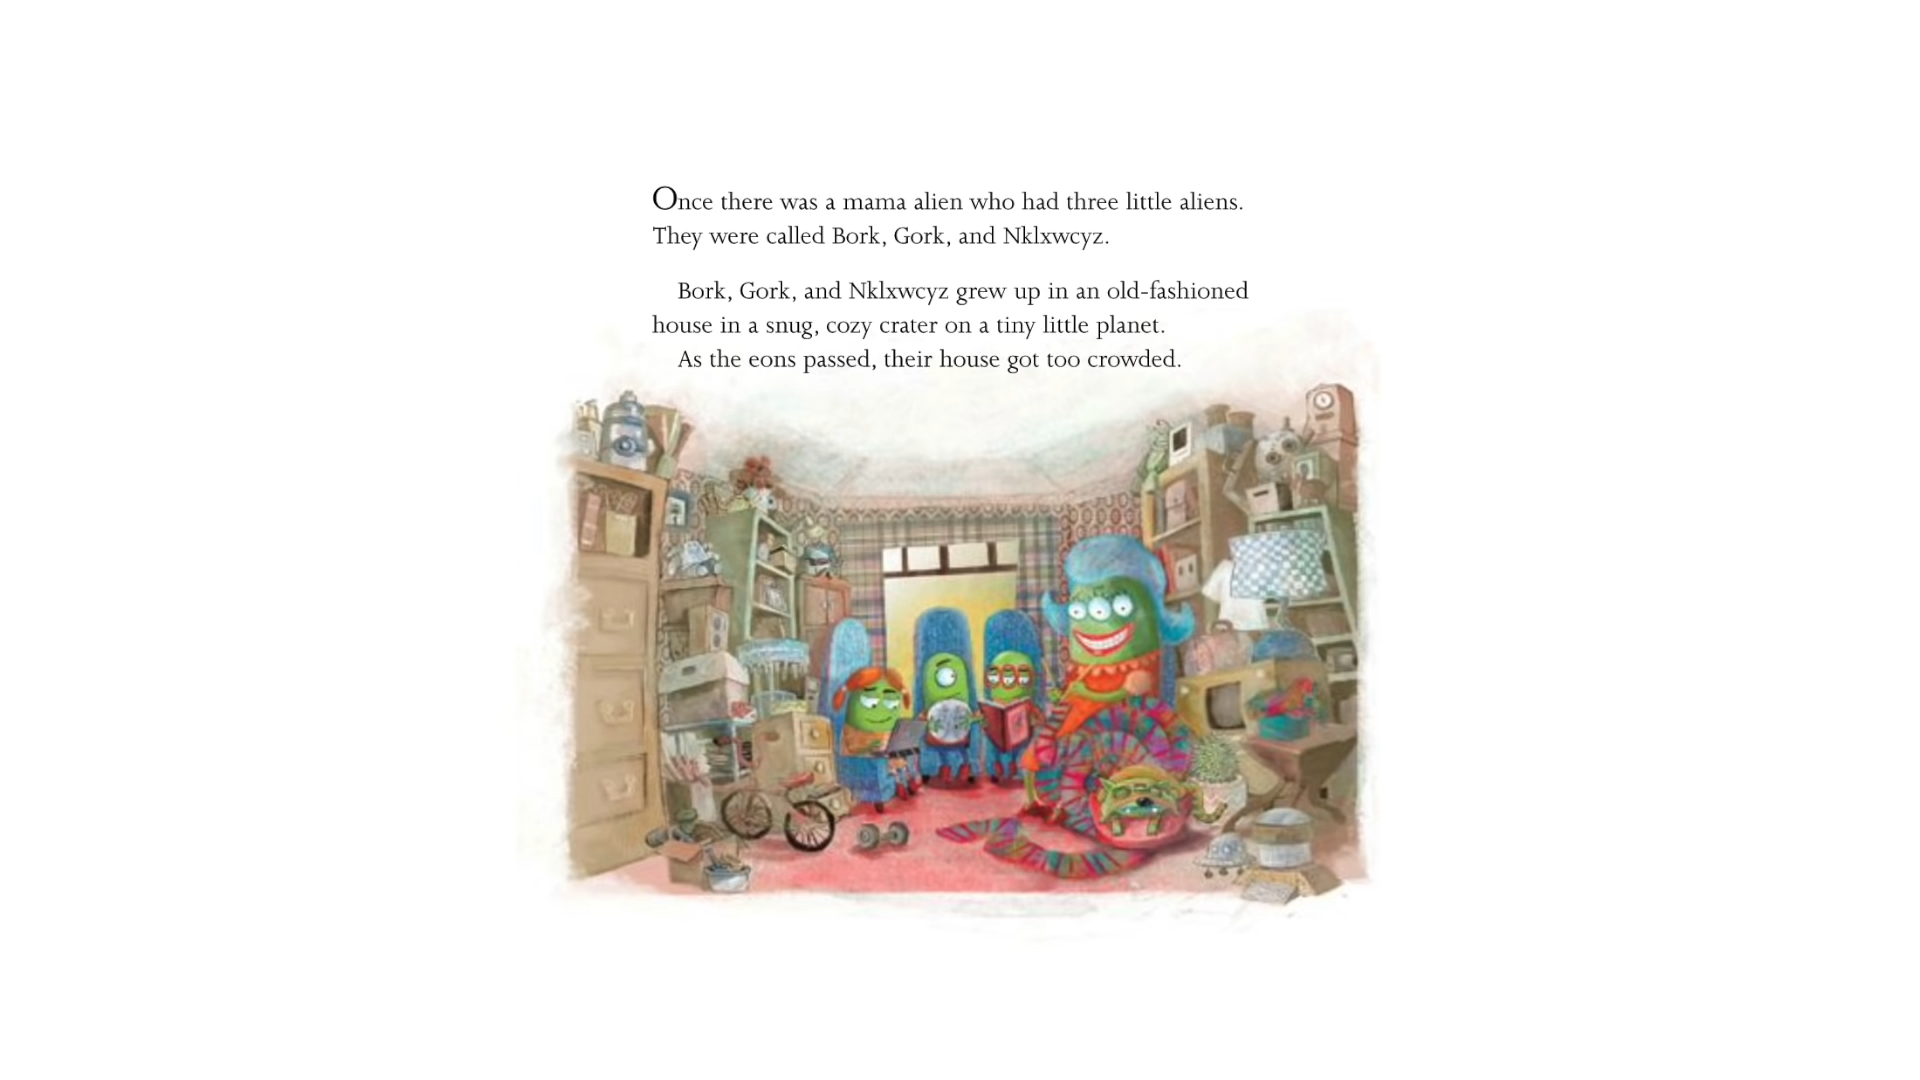 Once there was a mama alien who had three little aliens.
They were called Bork, Gork, and Nklxwcyz.
Bork, Gork, and Nklxwcyz grew up in an old-fashioned
house in a snug, cozy crater on a tiny little planet.
As the eons passed, their house got too crowded.